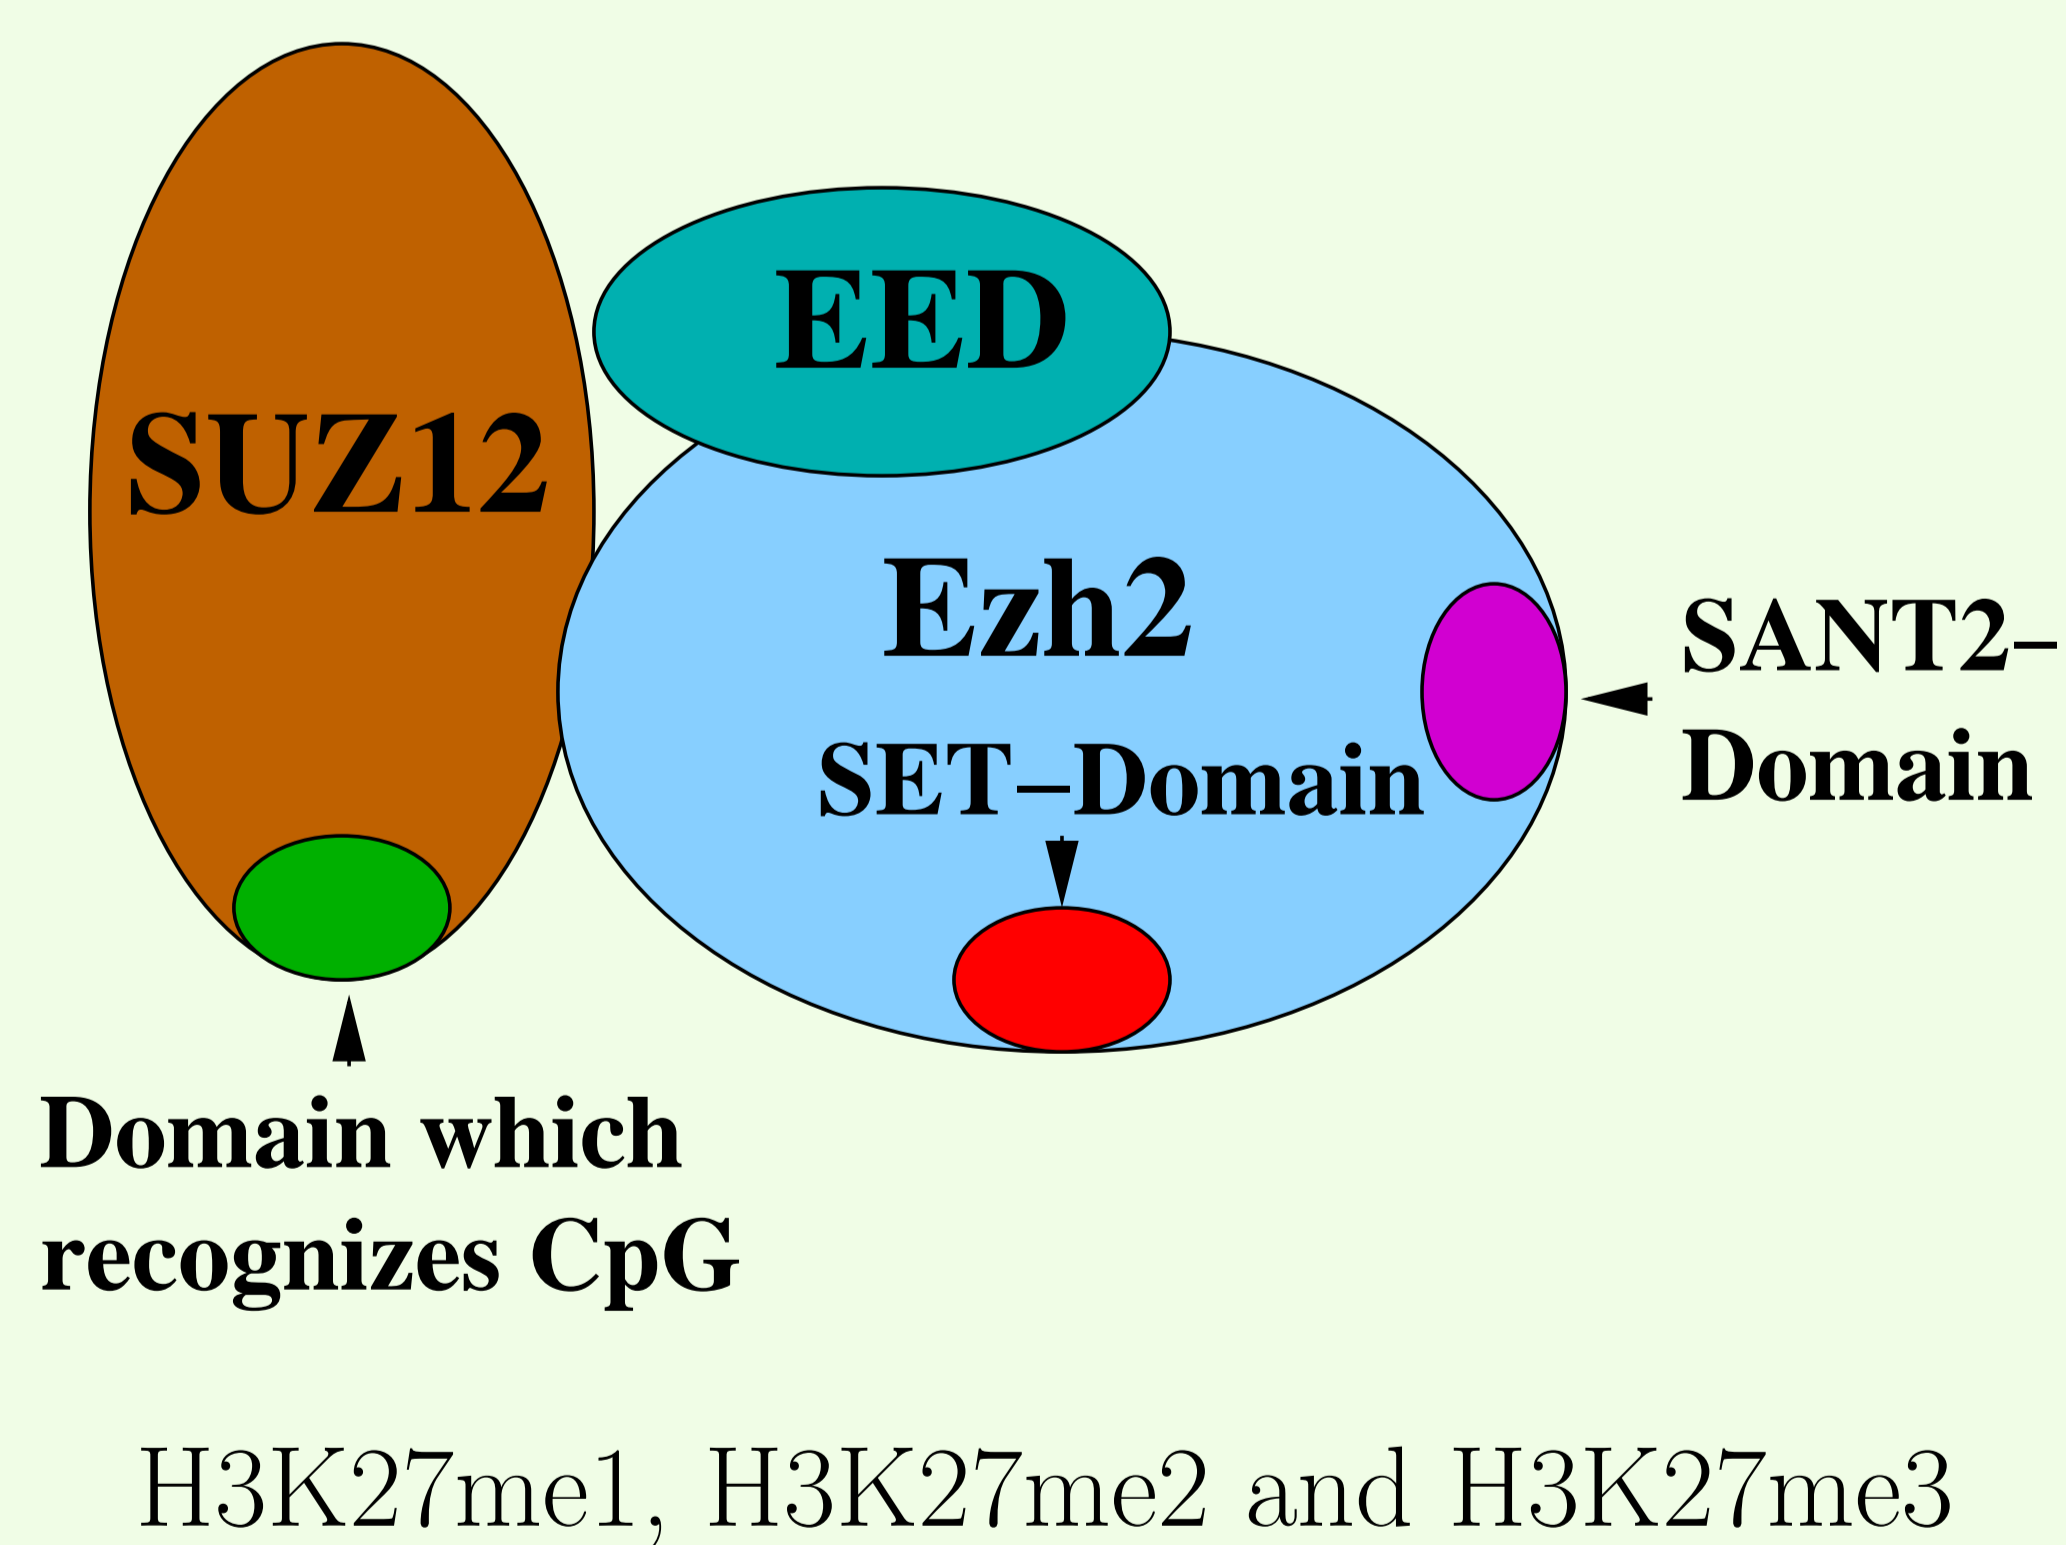 EED
SUZ12
Ezh2
SANT2–
Domain
SET–Domain
Domain which
recognizes CpG
H3K27me1, H3K27me2 and H3K27me3